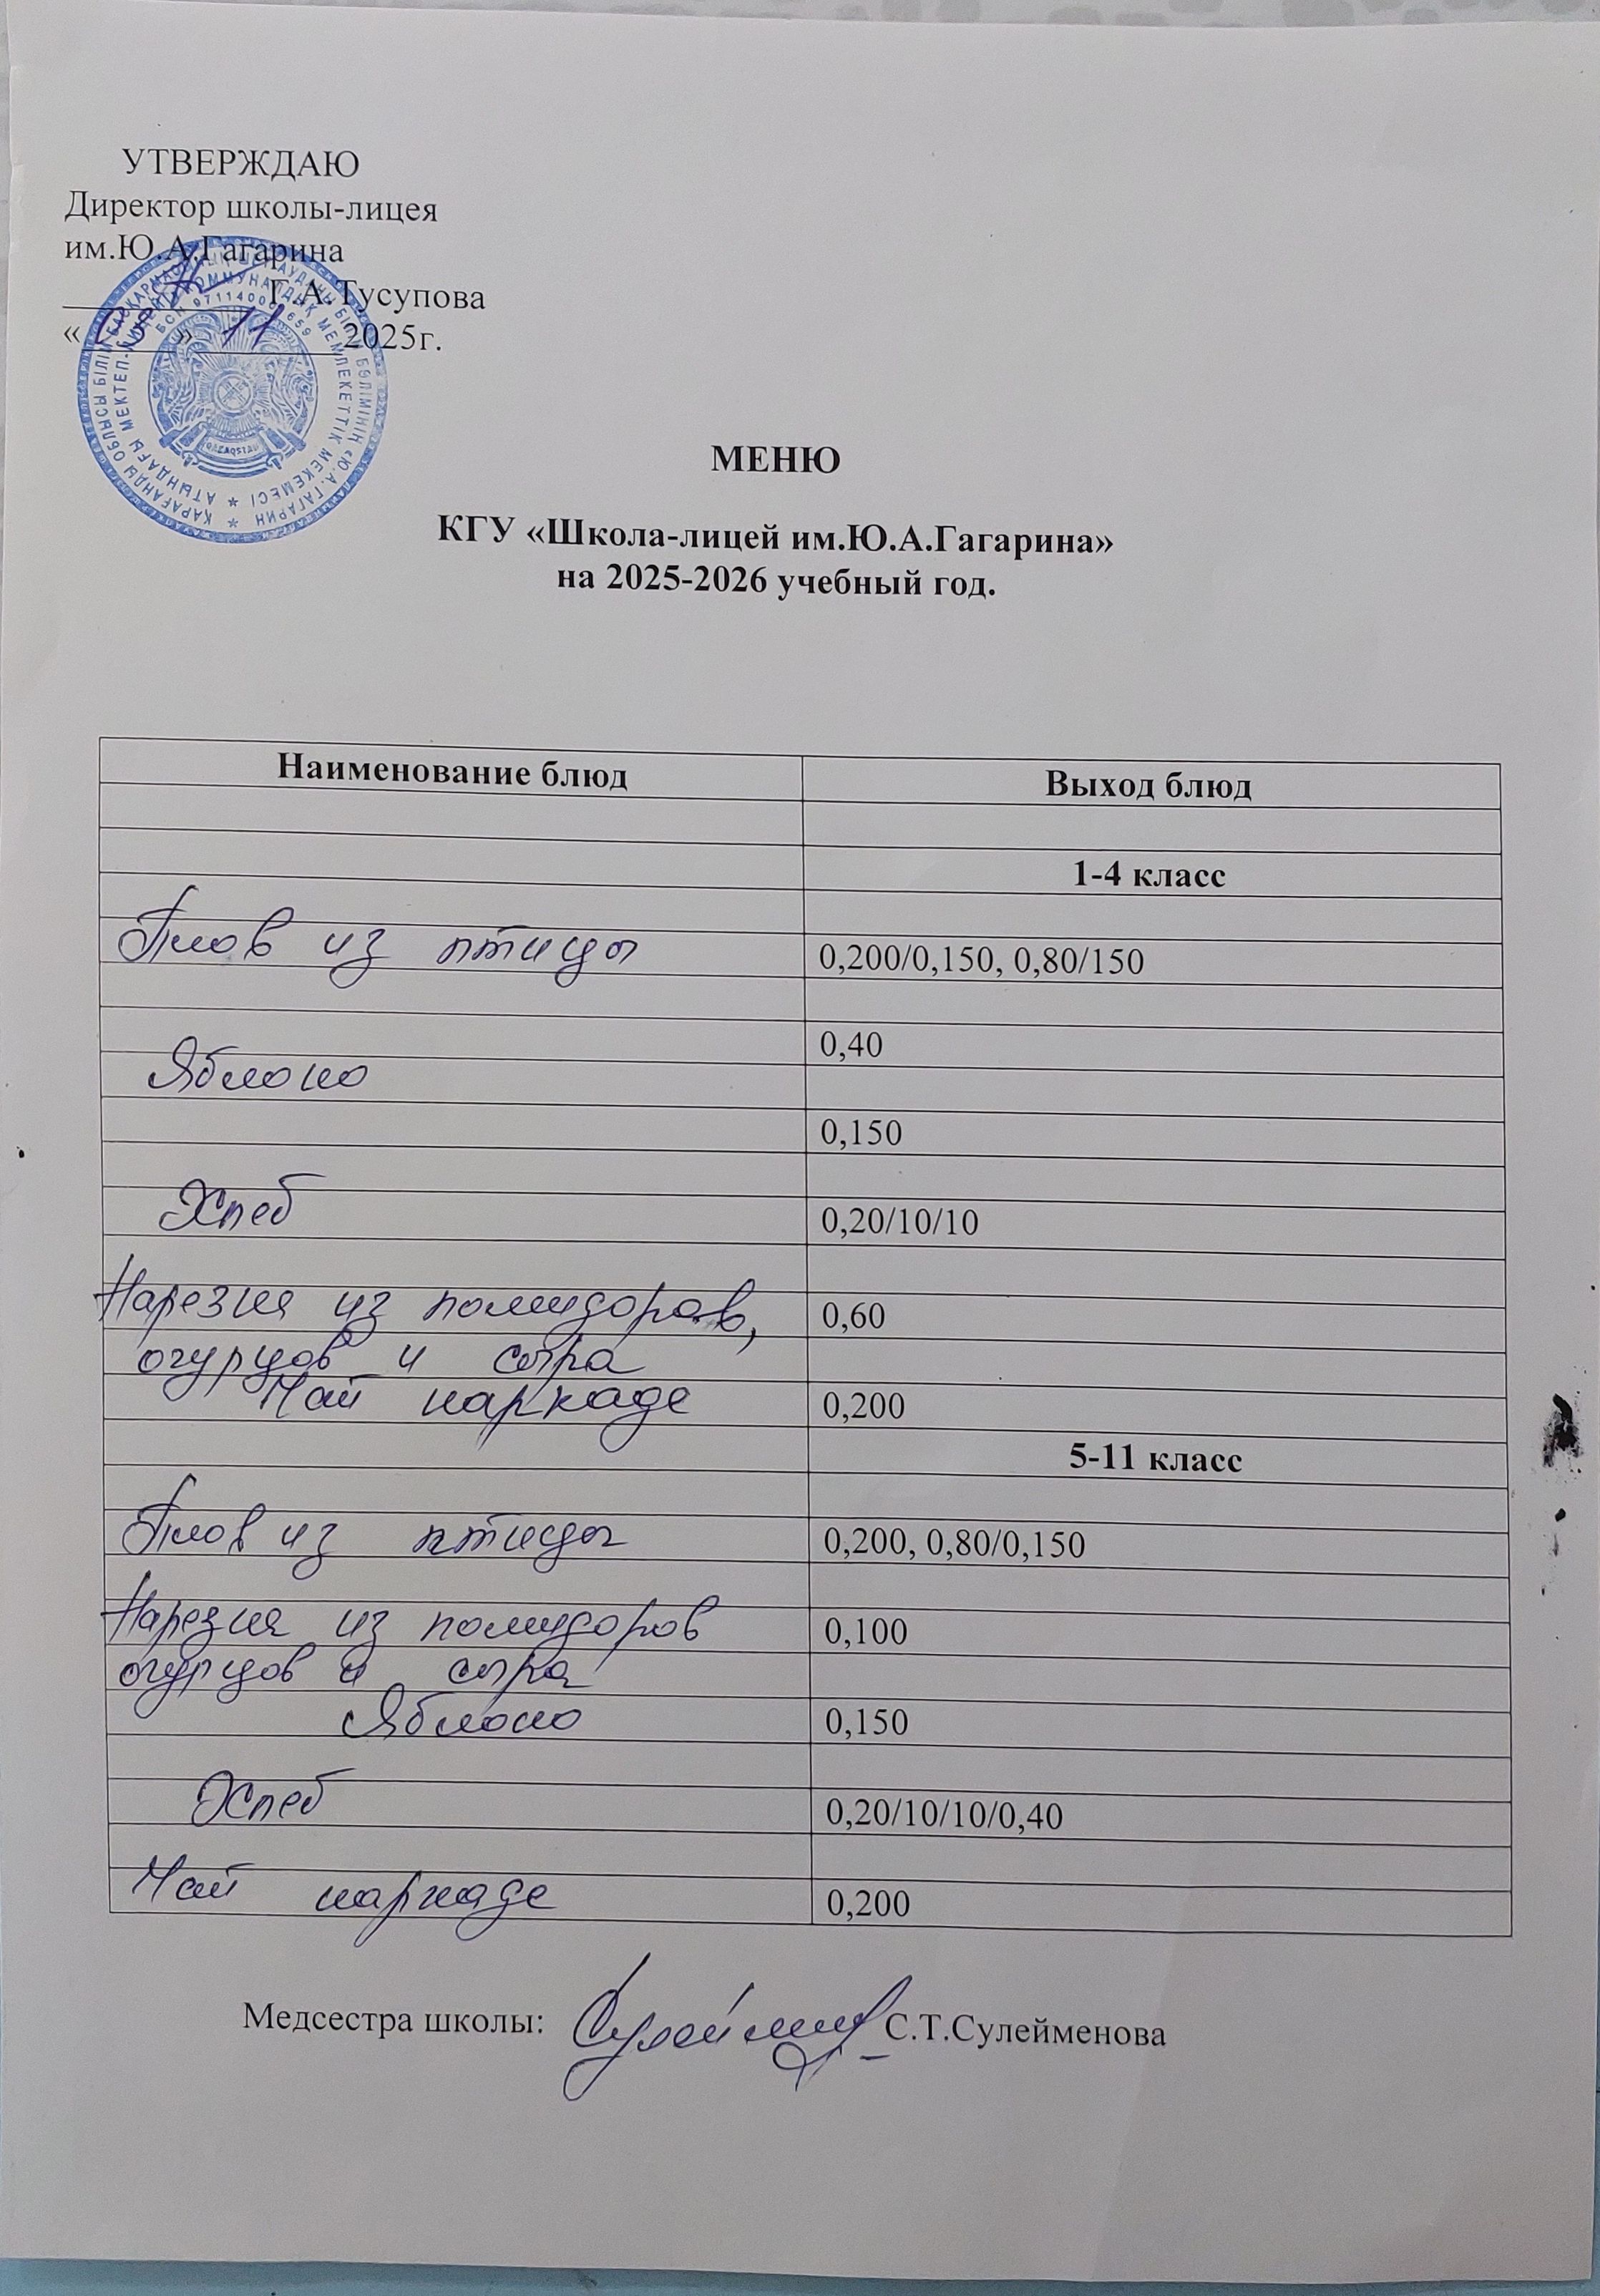 УТВЕРЖДАЮ
Директор школы-лицея
им.Ю.А.Гагарина
Г.А.Тусупова
« » 11 2025г.
МЕНЮ
КГУ «Школа-лицей им.Ю.А.Гагарина»
на 2025-2026 учебный год.
Наименование блюд Выход блюд
1-4 класс
Плов из птицы 0,200/0,150, 0,80/150
0,40
Яблоко
0,150
Хлеб 0,20/10/10
Нарезка из помидоров, 0,60
огурцов и сыра
Чай каркаде 0,200
5-11 класс
Плов из птицы 0,200, 0,80/0,150
Нарезка из помидоров 0,100
огурцов и сыра
Яблоко 0,150
Хлеб 0,20/10/10/0,40
Чай каркаде 0,200
Медсестра школы: С.Т.Сулейменова